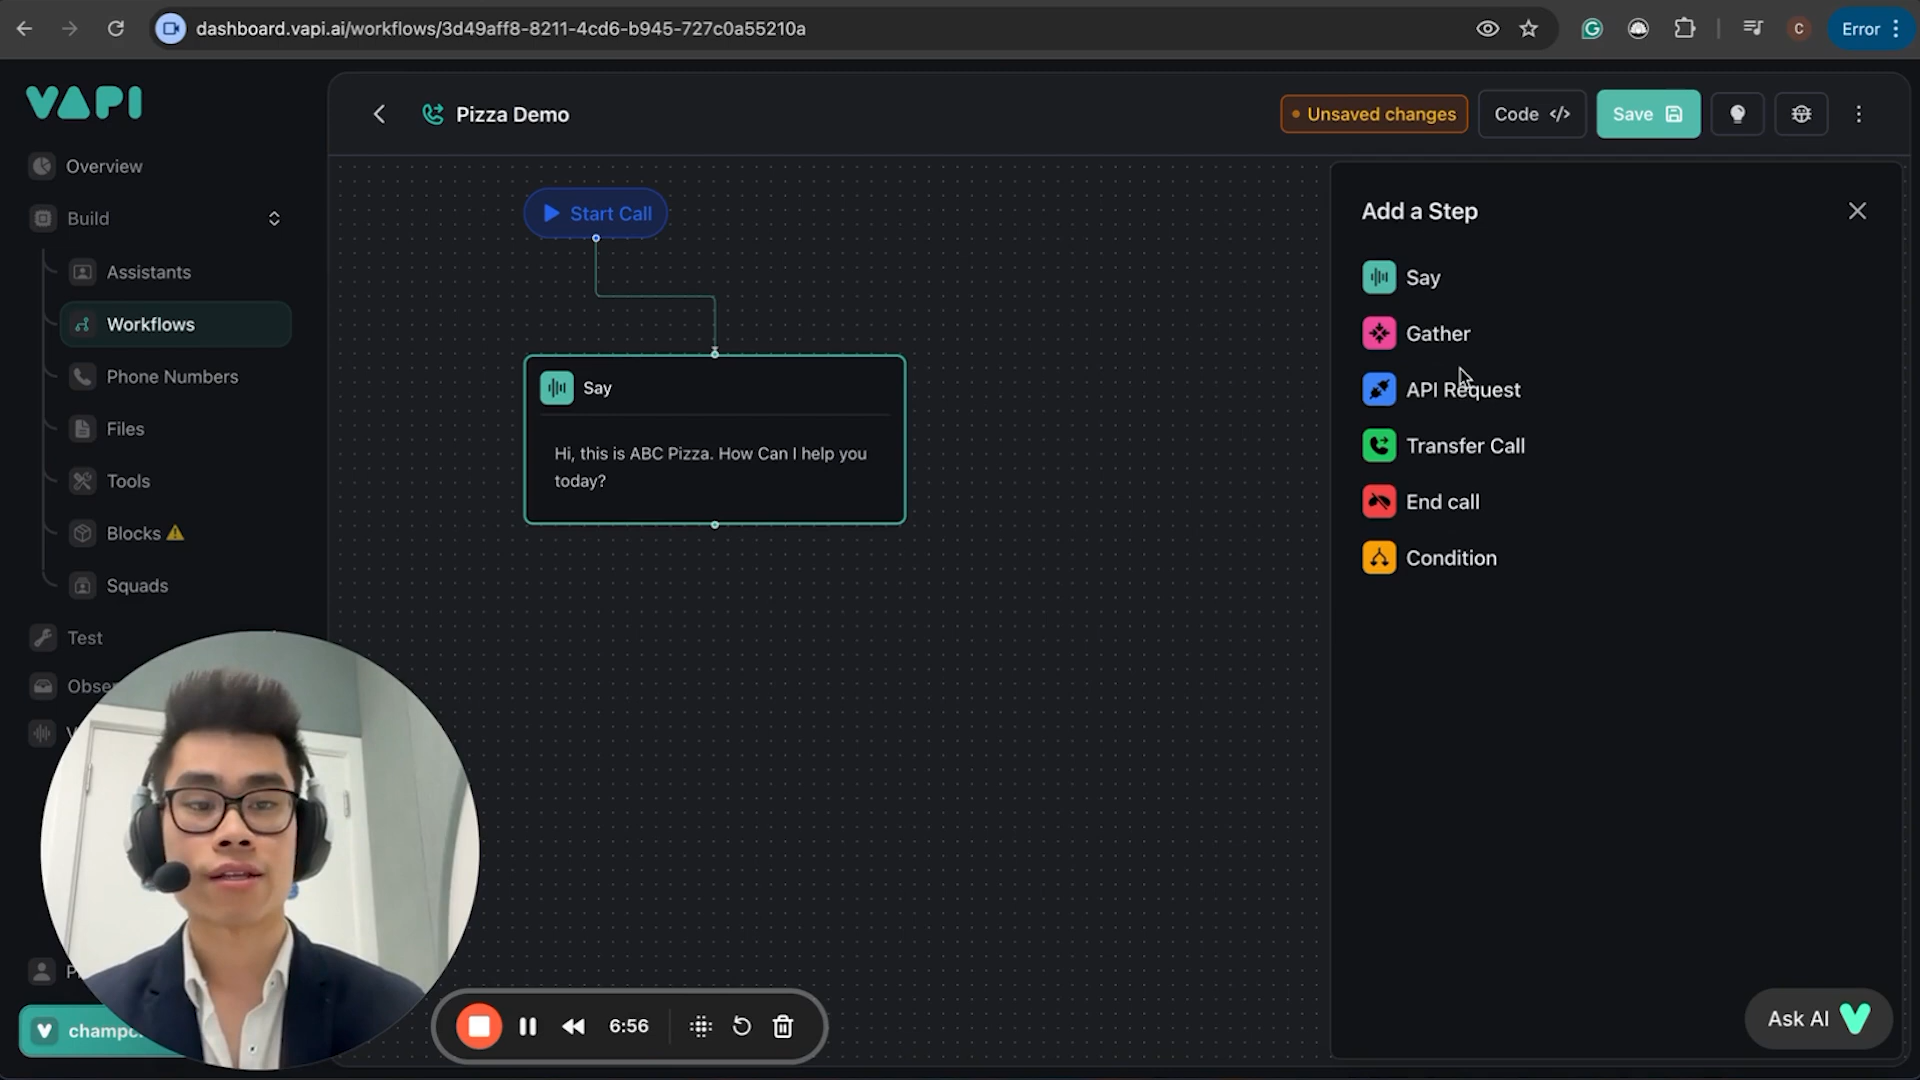 dashboard.vapi.ai/workflows/3d49aff8-8211-4cd6-b945-727c0a55210a
C
Error
VAPI
Pizza Demo
Unsaved changes
Code </>
Save
Overview
Build
Assistants
Workflows
Phone Numbers
Files
Tools
Blocks
Squads
Test
Start Call
Say
Hi, this is ABC Pizza. How Can I help you
today?
Add a Step
Say
Gather
API Request
Transfer Call
End call
Condition
6:56
Ask AI